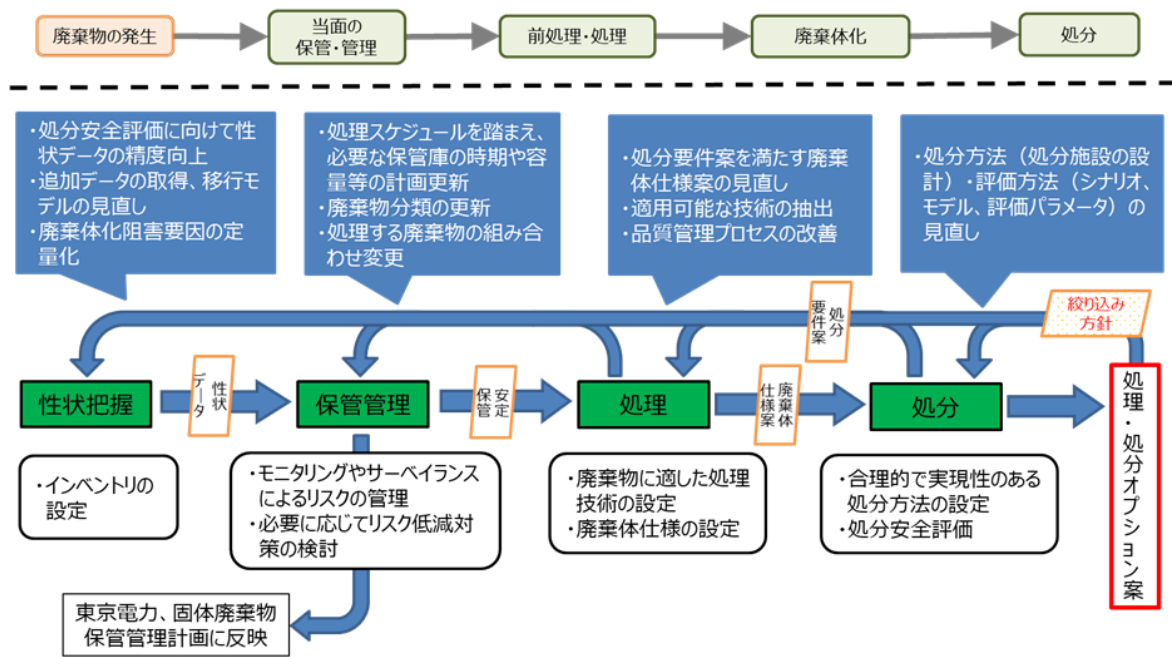 廃棄物の発生
当面の
保管・管理
前処理・処理
廃棄体化
処分
・処分安全評価に向けて性
状データの精度向上
・追加データの取得、移行モ
デルの見直し
・廃棄体化阻害要因の定
量化
・処理スケジュールを踏まえ、
必要な保管庫の時期や容
量等の計画更新
・廃棄物分類の更新
・処理する廃棄物の組み合
わせ変更
・処分要件案を満たす廃棄
体仕様案の見直し
・適用可能な技術の抽出
・品質管理プロセスの改善
・処分方法（処分施設の設
計）・評価方法（シナリオ、
モデル、評価パラメータ）の
見直し
処分
要件案
絞り込み
方針
性状把握
性状
データ
保管管理
安定
保管
処理
廃棄体
仕様案
処分
処理・処分オプション案
・インベントリの
設定
・モニタリングやサーベイランス
によるリスクの管理
・必要に応じてリスク低減対
策の検討
・廃棄物に適した処理
技術の設定
・廃棄体仕様の設定
・合理的で実現性のある
処分方法の設定
・処分安全評価
東京電力、固体廃棄物
保管管理計画に反映